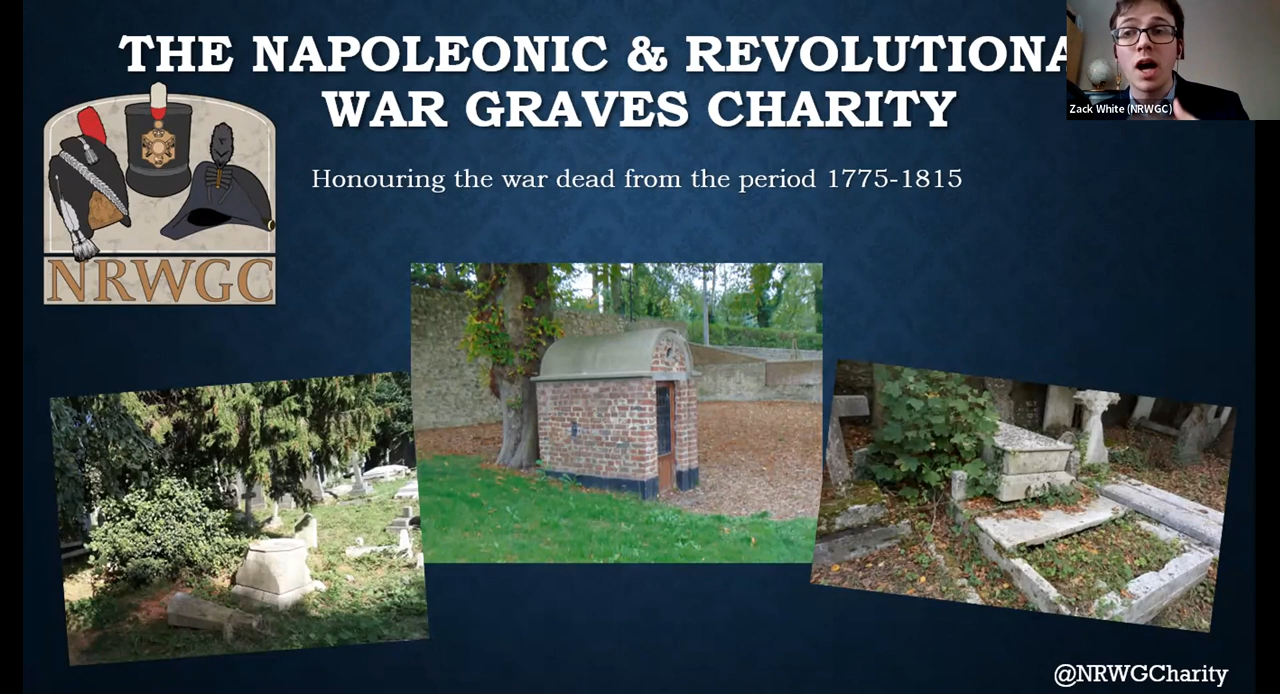 THE NAPOLEONIC & REVOLUTIONA
WAR GRAVES CHARITY
Honouring the war dead from the period 1775-1815
Zack White (NRWGC)
NRWGC
@NRWGCharity